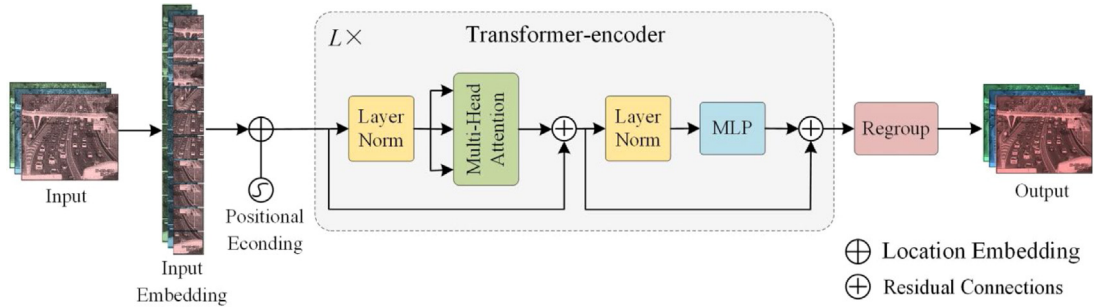 L×
Transformer-encoder
Input
Input
Embedding
Positional
Econding
Layer
Norm
Multi-Head
Attention
Layer
Norm
MLP
Regroup
Output
Location Embedding
Residual Connections